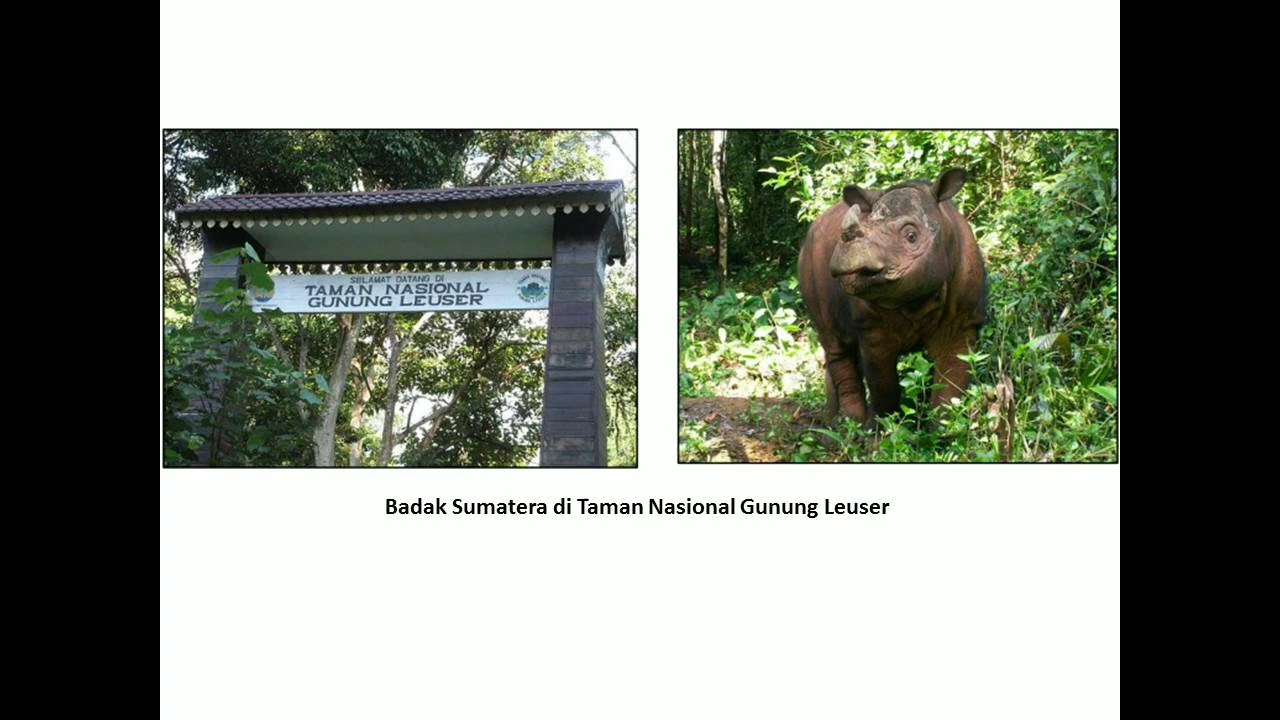 SELAMAT DATANG DI
TAMAN NASIONAL
GUNUNG LEUSER
Badak Sumatera di Taman Nasional Gunung Leuser